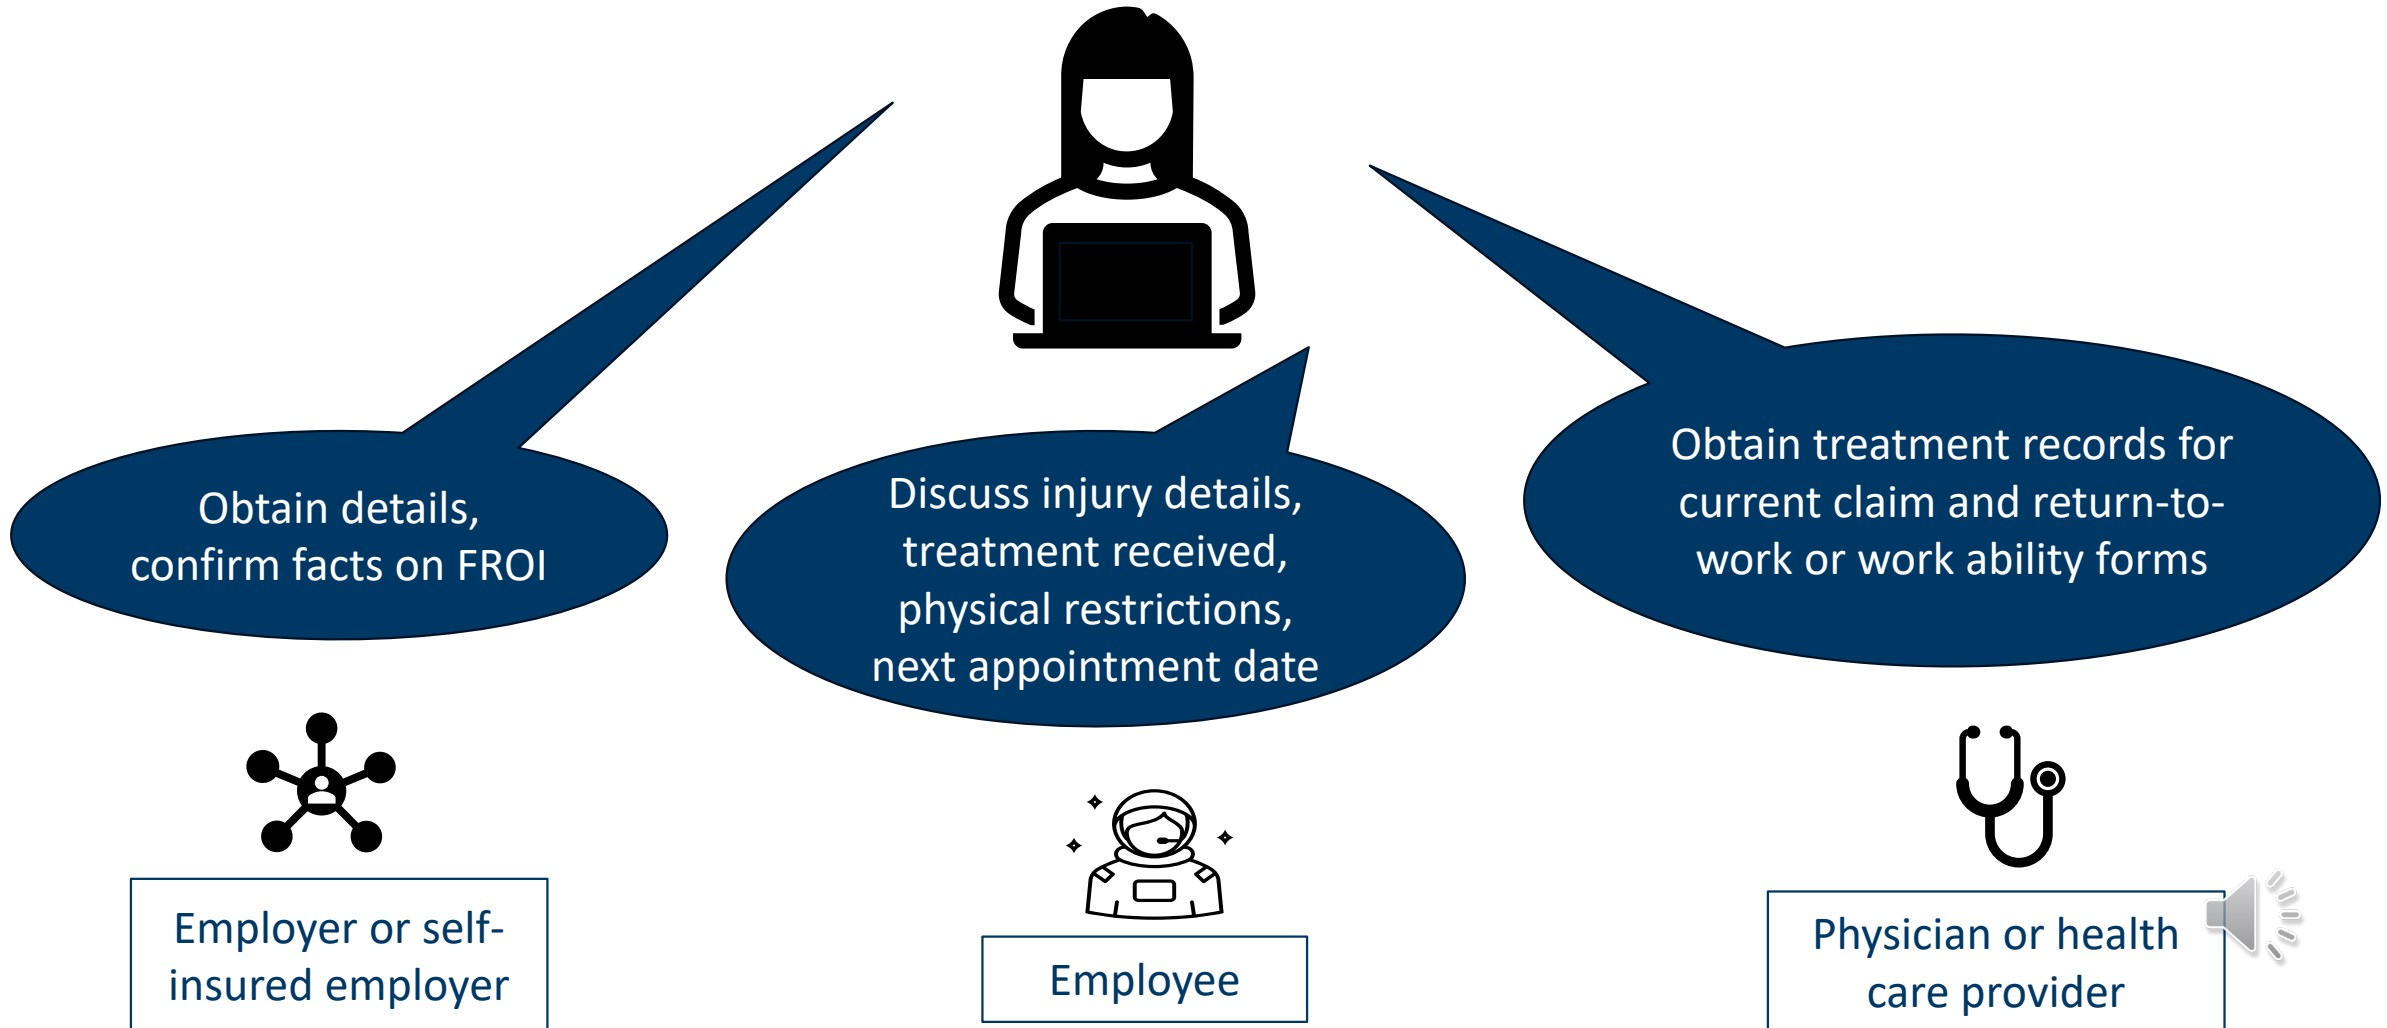 Obtain details,
confirm facts on FROI
Discuss injury details,
treatment received,
physical restrictions,
next appointment date
Obtain treatment records for
current claim and return-to-
work or work ability forms
Employer or self-
insured employer
Employee
Physician or health
care provider